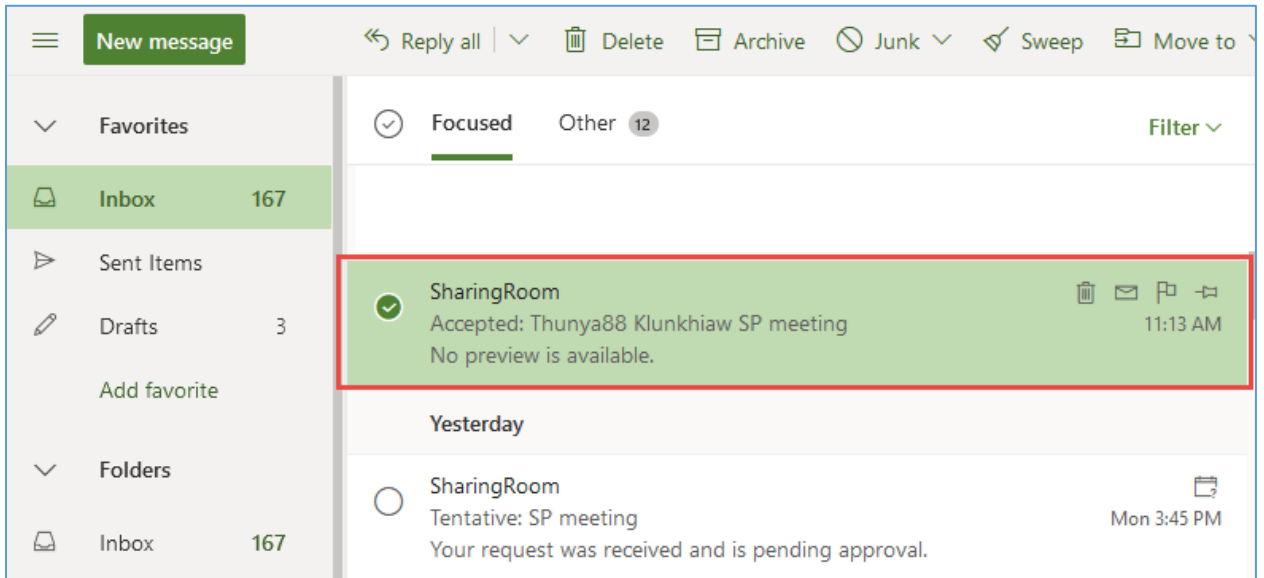 New message
Reply all
Delete
Archive
Junk
Sweep
Move to
Favorites
Inbox 167
Sent Items
Drafts 3
Add favorite
Folders
Inbox 167
Focused Other 12
Filter
SharingRoom
Accepted: Thunya88 Klunkhiaw SP meeting
11:13 AM
No preview is available.
Yesterday
SharingRoom
Tentative: SP meeting
Mon 3:45 PM
Your request was received and is pending approval.